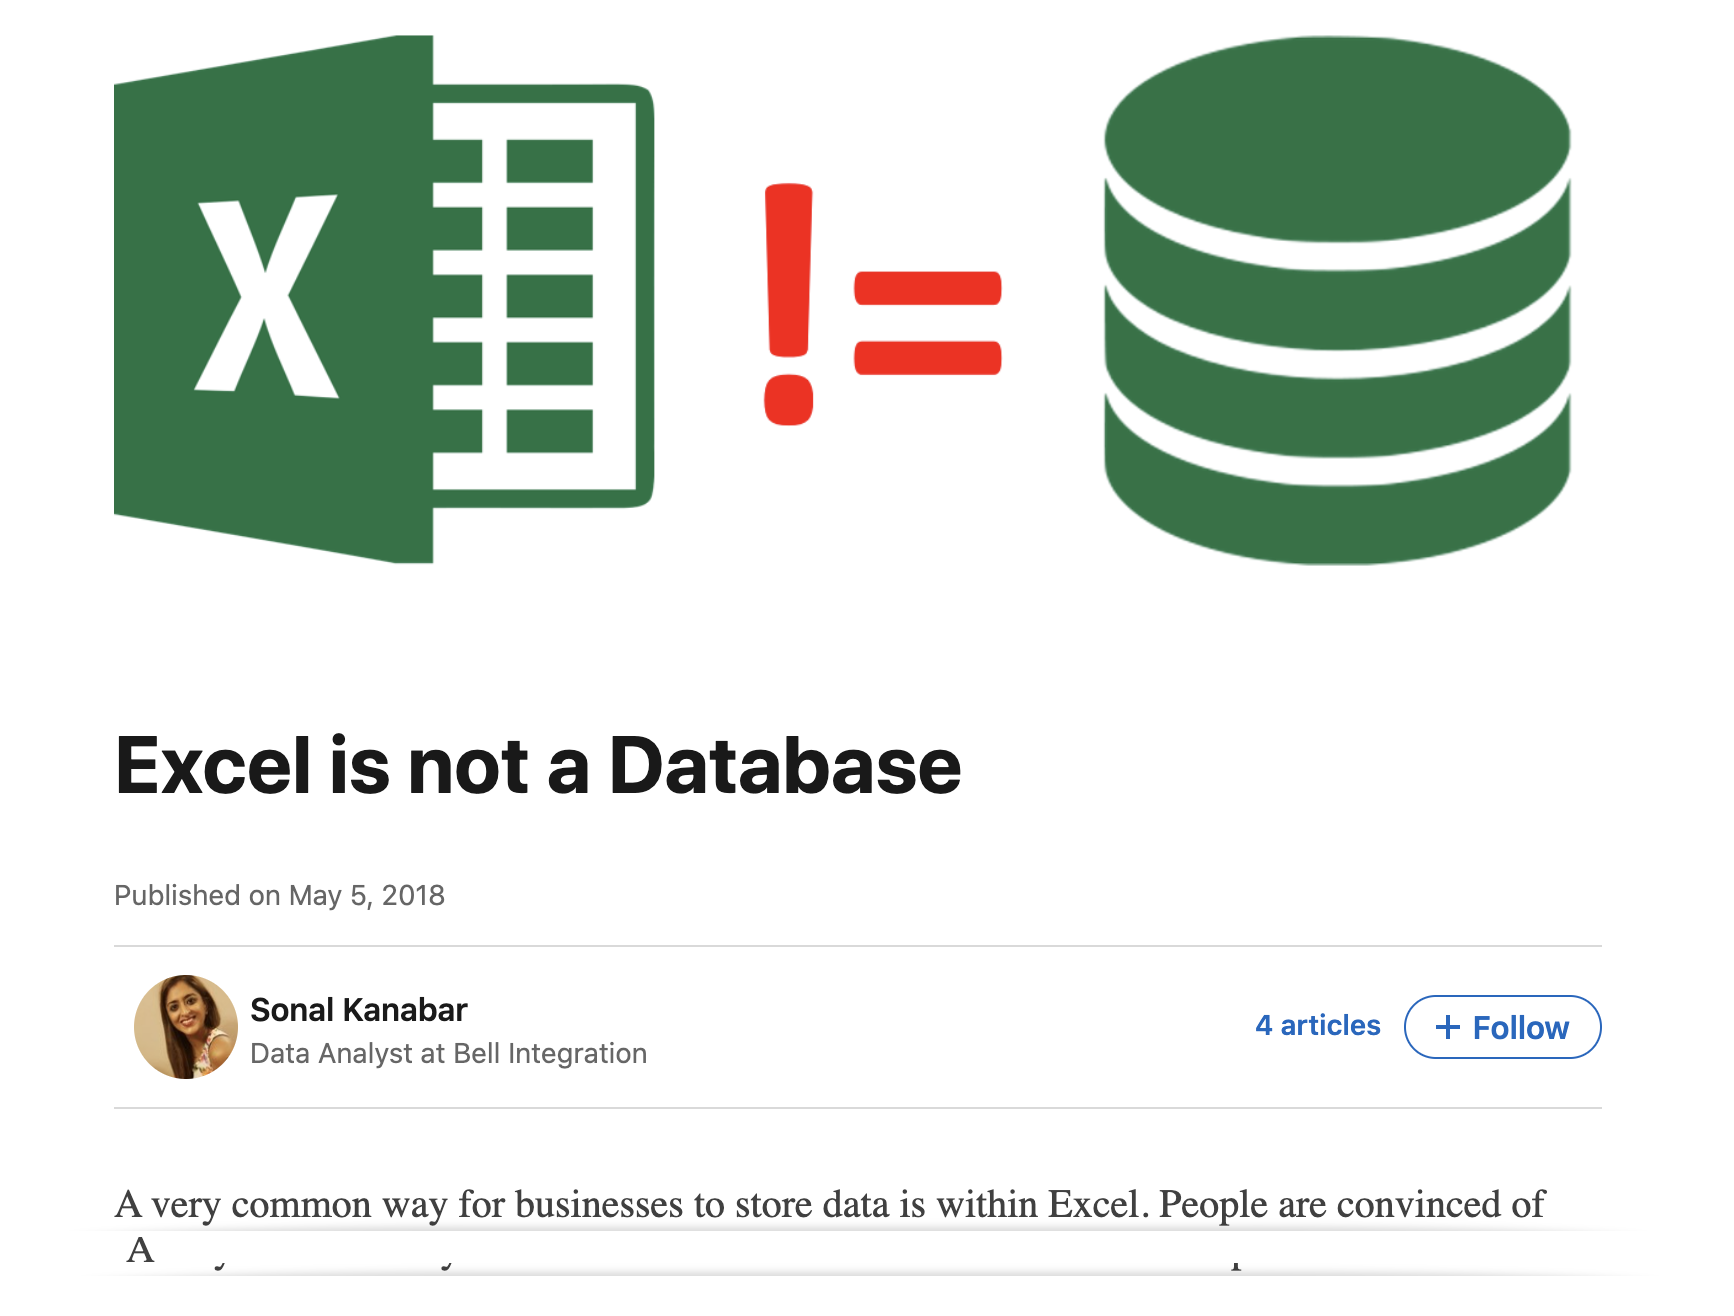 X
!=
Excel is not a Database
Published on May 5, 2018
Sonal Kanabar
Data Analyst at Bell Integration
4 articles
+ Follow
A very common way for businesses to store data is within Excel. People are convinced of
A